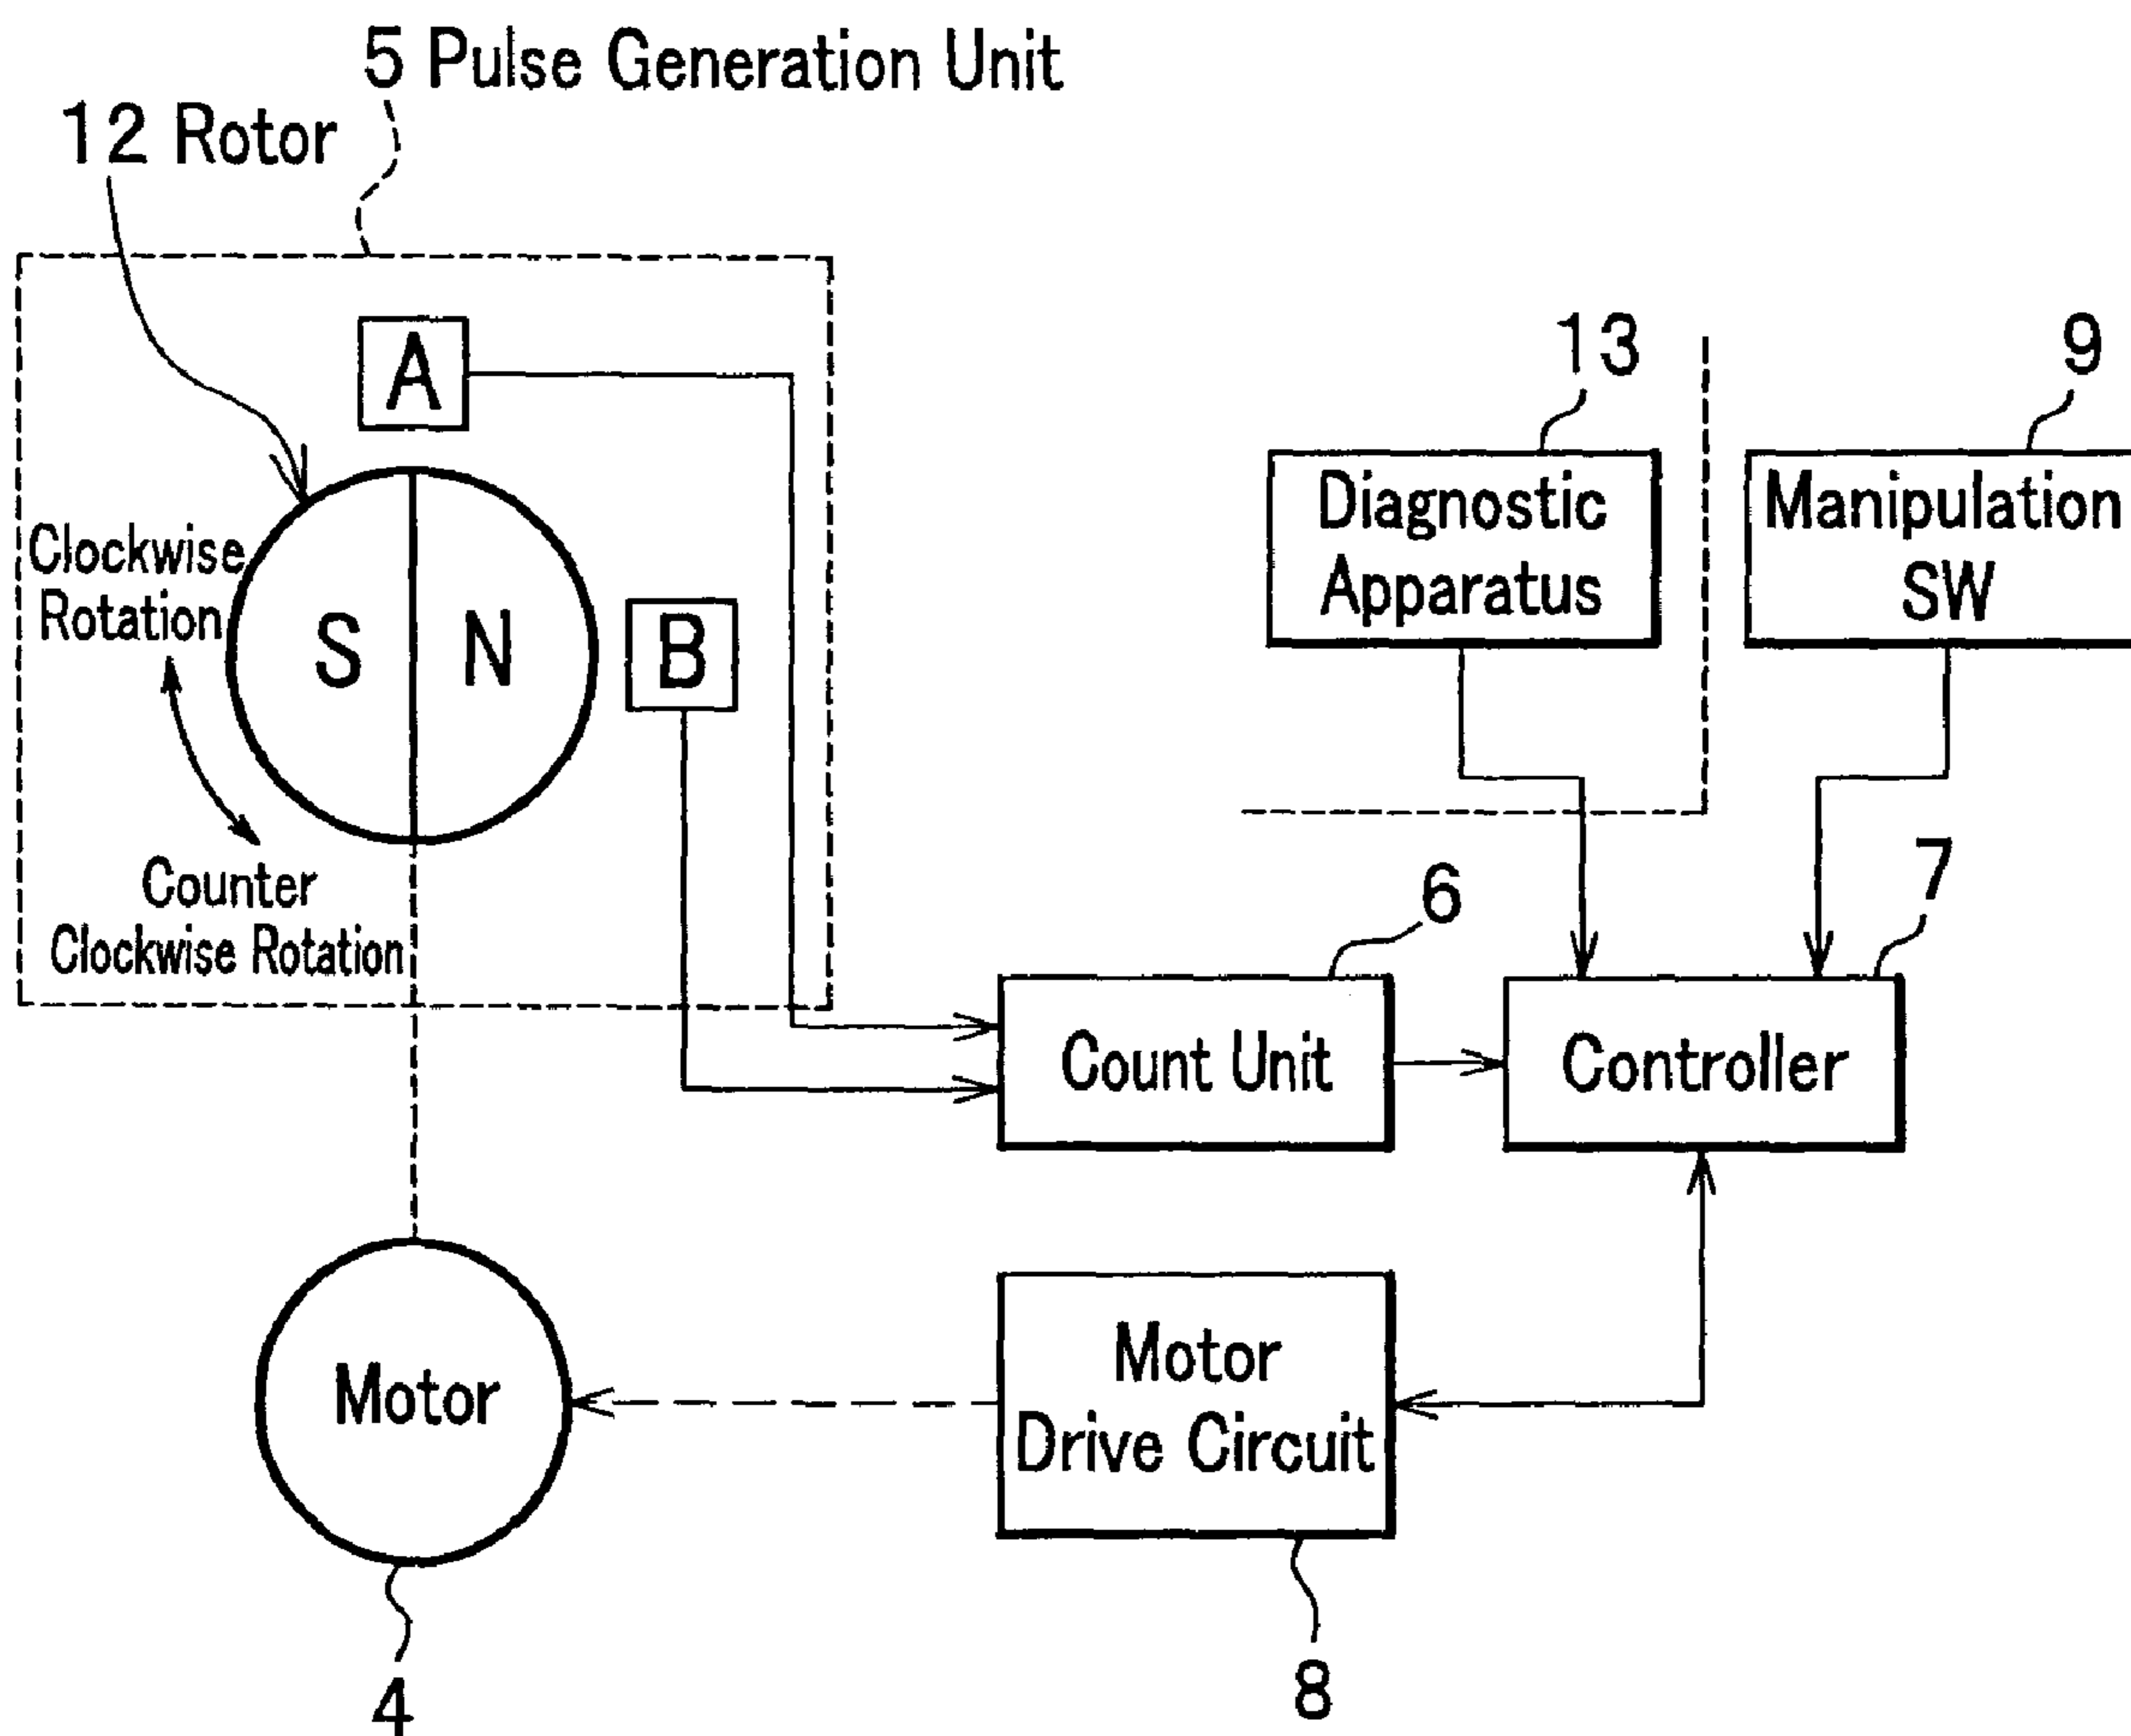 5 Pulse Generation Unit
12 Rotor
A
13
9
Diagnostic
Apparatus
Manipulation
SW
Clockwise
Rotation
S
N
B
Counter
Clockwise Rotation
6
7
Count Unit
Controller
Motor
Motor
Drive Circuit
4
8